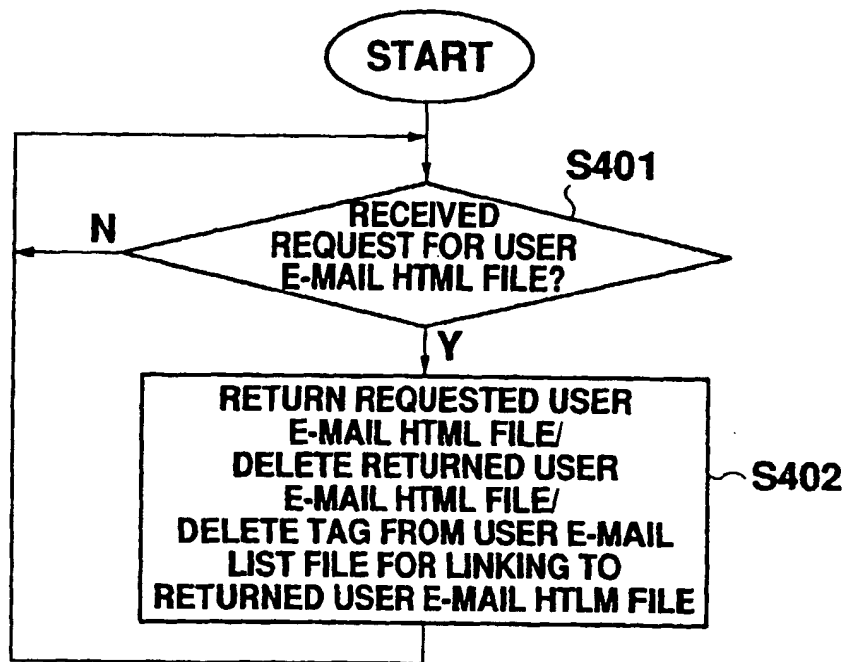 START
S401
RECEIVED
REQUEST FOR USER
E-MAIL HTML FILE?
N
Y
RETURN REQUESTED USER
E-MAIL HTML FILE/
DELETE RETURNED USER
E-MAIL HTML FILE/
DELETE TAG FROM USER E-MAIL
LIST FILE FOR LINKING TO
RETURNED USER E-MAIL HTLM FILE
S402